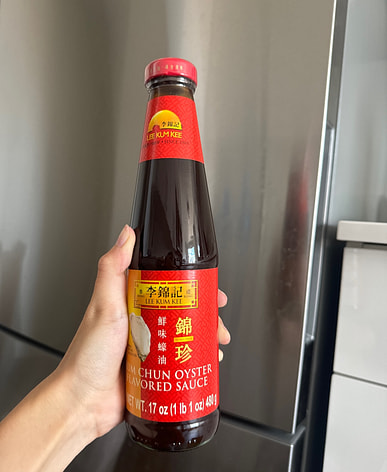 李錦記
LEE KUM KEE
李錦記
LEE KUM KEE
錦珍
鮮味蠔油
M CHUN OYSTER
LAVORED SAUCE
NET WT. 17 oz (1 lb 1 oz) 480 g